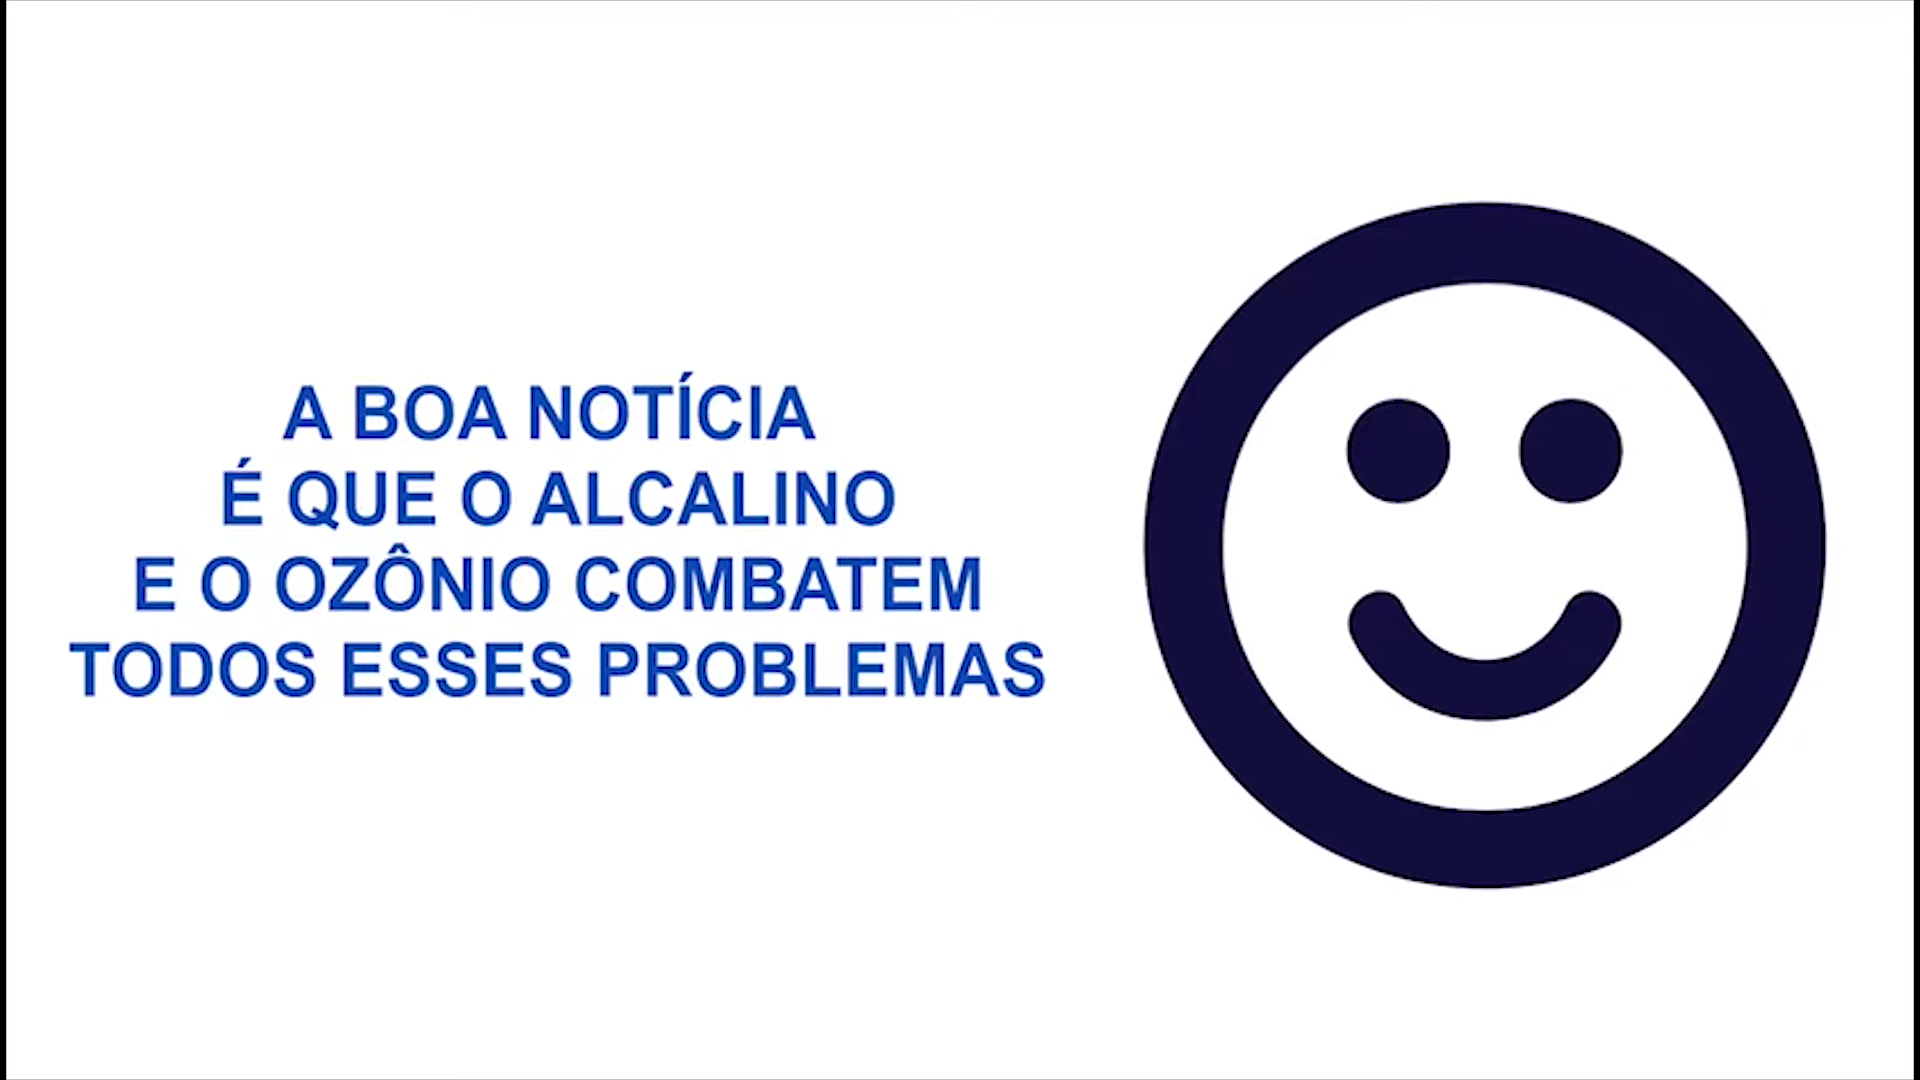 A BOA NOTÍCIA
É QUE O ALCALINO
E O OZÔNIO COMBATEM
TODOS ESSES PROBLEMAS